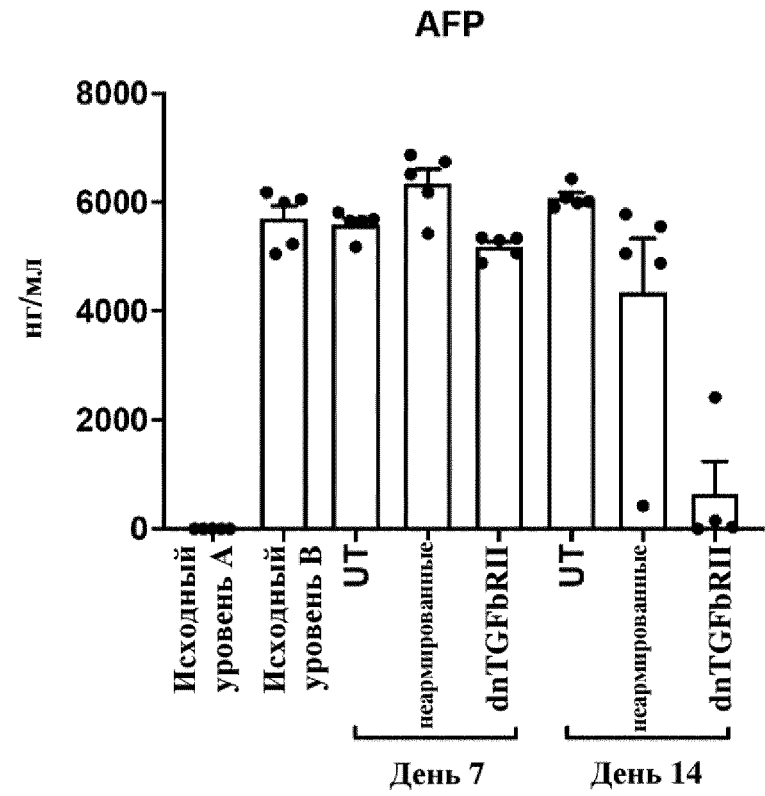 AFP
8000
6000
4000
2000
0
нг/мл
Исходный
уровень A
Исходный
уровень B
UT
неармированные
dnTGFbRII
UT
неармированные
dnTGFbRII
День 7
День 14